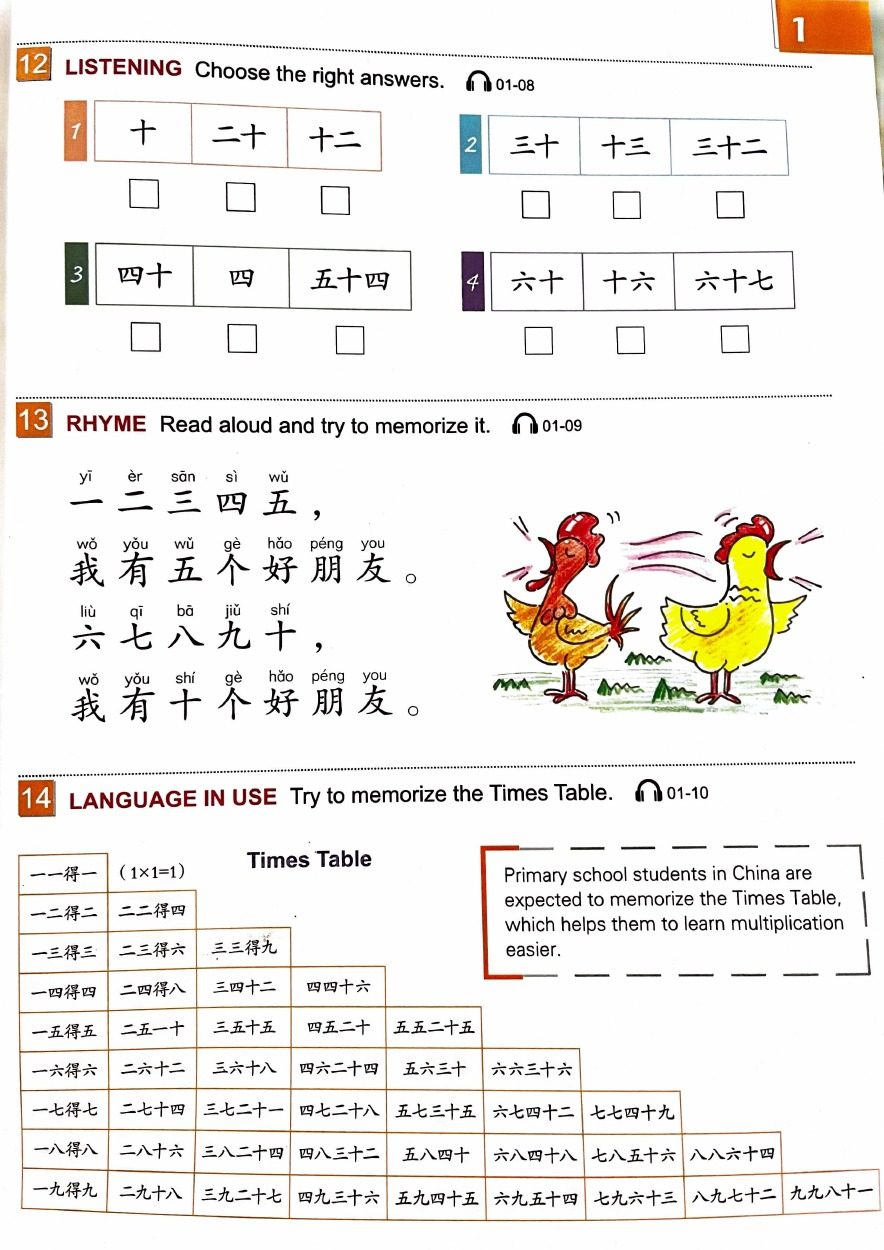 1
12 LISTENING Choose the right answers. 01-08
1 十 二十 十二
2 三十 十三 三十二
3 四十 四 五十四
4 六十 十六 六十七
13 RHYME Read aloud and try to memorize it. 01-09
yī èr sān sì wǔ
一 二 三 四 五，
wǒ yǒu wǔ gè hǎo péng you
我 有 五 个 好 朋 友。
liù qī bā jiǔ shí
六 七 八 九 十，
wǒ yǒu shí gè hǎo péng you
我 有 十 个 好 朋 友。
14 LANGUAGE IN USE Try to memorize the Times Table. 01-10
Times Table
Primary school students in China are
expected to memorize the Times Table,
which helps them to learn multiplication
easier.
一一得一 (1×1=1)
一二得二 二二得四
一三得三 二三得六 三三得九
一四得四 二四得八 三四十二 四四十六
一五得五 二五一十 三五十五 四五二十 五五二十五
一六得六 二六十二 三六十八 四六二十四 五六三十 六六三十六
一七得七 二七十四 三七二十一 四七二十八 五七三十五 六七四十二 七七四十九
一八得八 二八十六 三八二十四 四八三十二 五八四十 六八四十八 七八五十六 八八六十四
一九得九 二九十八 三九二十七 四九三十六 五九四十五 六九五十四 七九六十三 八九七十二 九九八十一